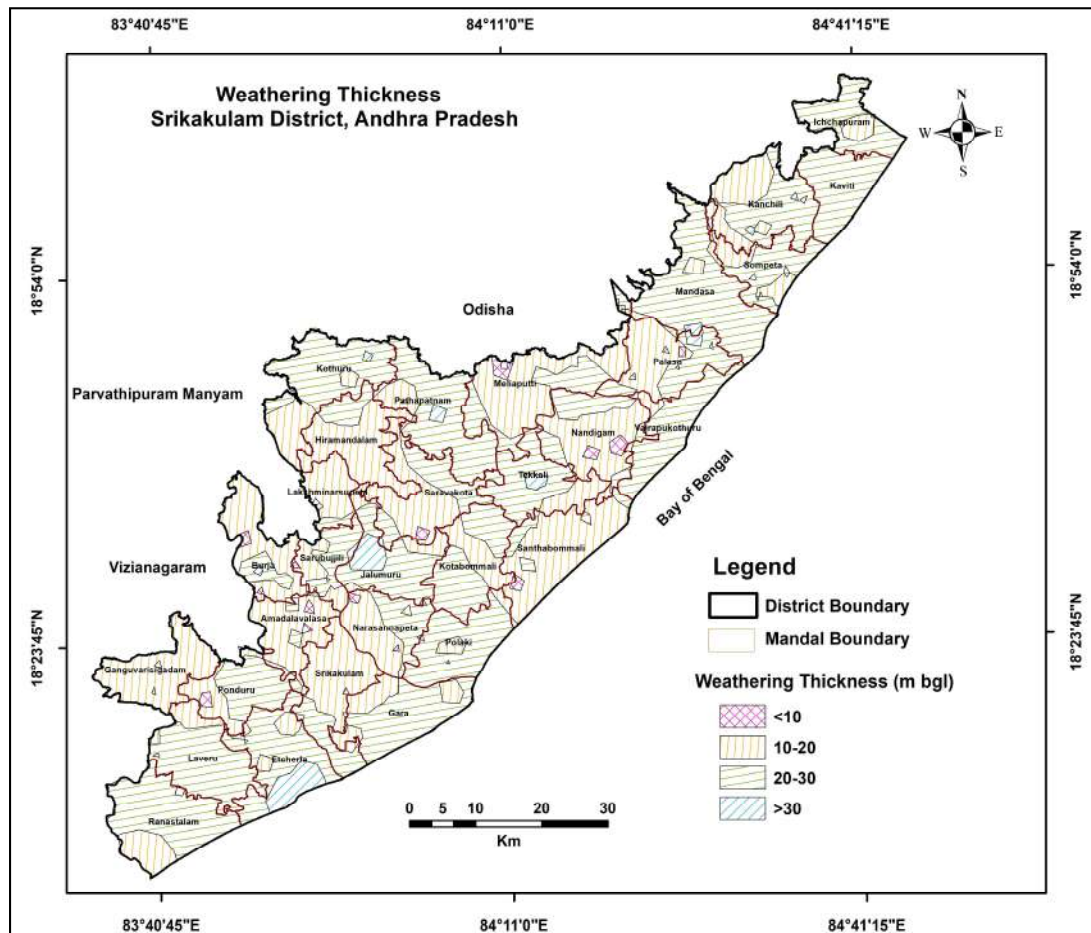 83°40'45"E
84°11'0"E
84°41'15"E
Weathering Thickness
Srikakulam District, Andhra Pradesh
N
W
E
S
Ichchapuram
Kaviti
Kanchili
Sompeta
18°54'0"N
18°54'0"N
Mandasa
Odisha
Palasa
Kothuru
Meliaputti
Parvathipuram Manyam
Pathapatnam
Vajrapukothuru
Nandigam
Hiramandalam
Tekkali
Bay of Bengal
Lakshminarsupeta
Saravakota
Santhabommali
Vizianagaram
Burja
Sarubujjili
Jalumuru
Kotabommali
Amadalavalasa
Narasannapeta
Polaki
18°23'45"N
18°23'45"N
Ganguvarisigadam
Ponduru
Srikakulam
Gara
Laveru
Etcherla
Ranastalam
Legend
District Boundary
Mandal Boundary
Weathering Thickness (m bgl)
<10
10-20
20-30
>30
0 5 10 20 30
Km
83°40'45"E
84°11'0"E
84°41'15"E